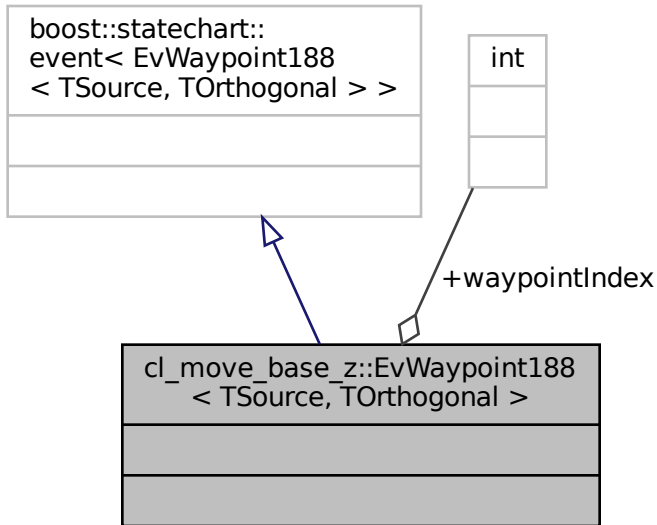 boost::statechart::
event< EvWaypoint188
< TSource, TOrthogonal > >
int
+waypointIndex
cl_move_base_z::EvWaypoint188
< TSource, TOrthogonal >